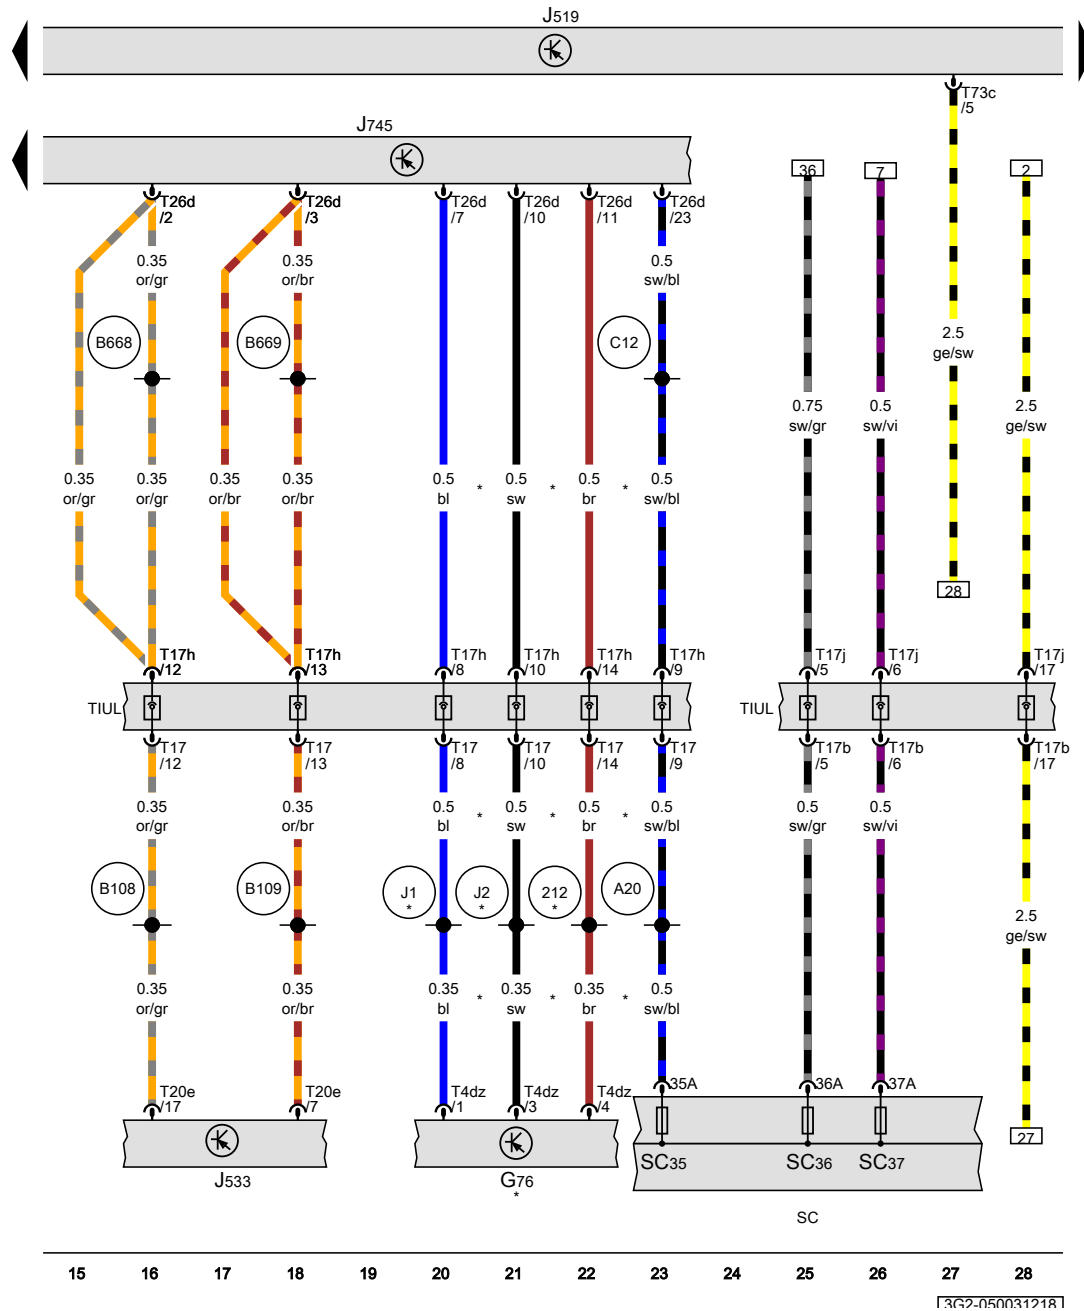 J519
T73c
/5
J745
36
7
2
T26d
/2
T26d
/3
T26d
/7
T26d
/10
T26d
/11
T26d
/23
0.35
or/gr
0.35
or/br
0.5
sw/bl
B668
B669
C12
2.5
ge/sw
0.75
sw/gr
0.5
sw/vi
2.5
ge/sw
0.35
or/gr
0.35
or/gr
0.35
or/br
0.35
or/br
0.5
bl
*
0.5
sw
*
0.5
br
*
0.5
sw/bl
28
T17h
/12
T17h
/13
T17h
/8
T17h
/10
T17h
/14
T17h
/9
T17j
/5
T17j
/6
T17j
/17
TIUL
TIUL
T17
/12
T17
/13
T17
/8
T17
/10
T17
/14
T17
/9
T17b
/5
T17b
/6
T17b
/17
0.35
or/gr
0.35
or/br
0.5
bl
*
0.5
sw
*
0.5
br
*
0.5
sw/bl
0.5
sw/gr
0.5
sw/vi
B108
B109
J1
*
J2
*
212
*
A20
2.5
ge/sw
0.35
or/gr
0.35
or/br
0.35
bl
*
0.35
sw
*
0.35
br
*
0.5
sw/bl
T20e
/17
T20e
/7
T4dz
/1
T4dz
/3
T4dz
/4
35A
36A
37A
27
J533
G76
*
SC35
SC36
SC37
SC
15 16 17 18 19 20 21 22 23 24 25 26 27 28
3G2-050031218